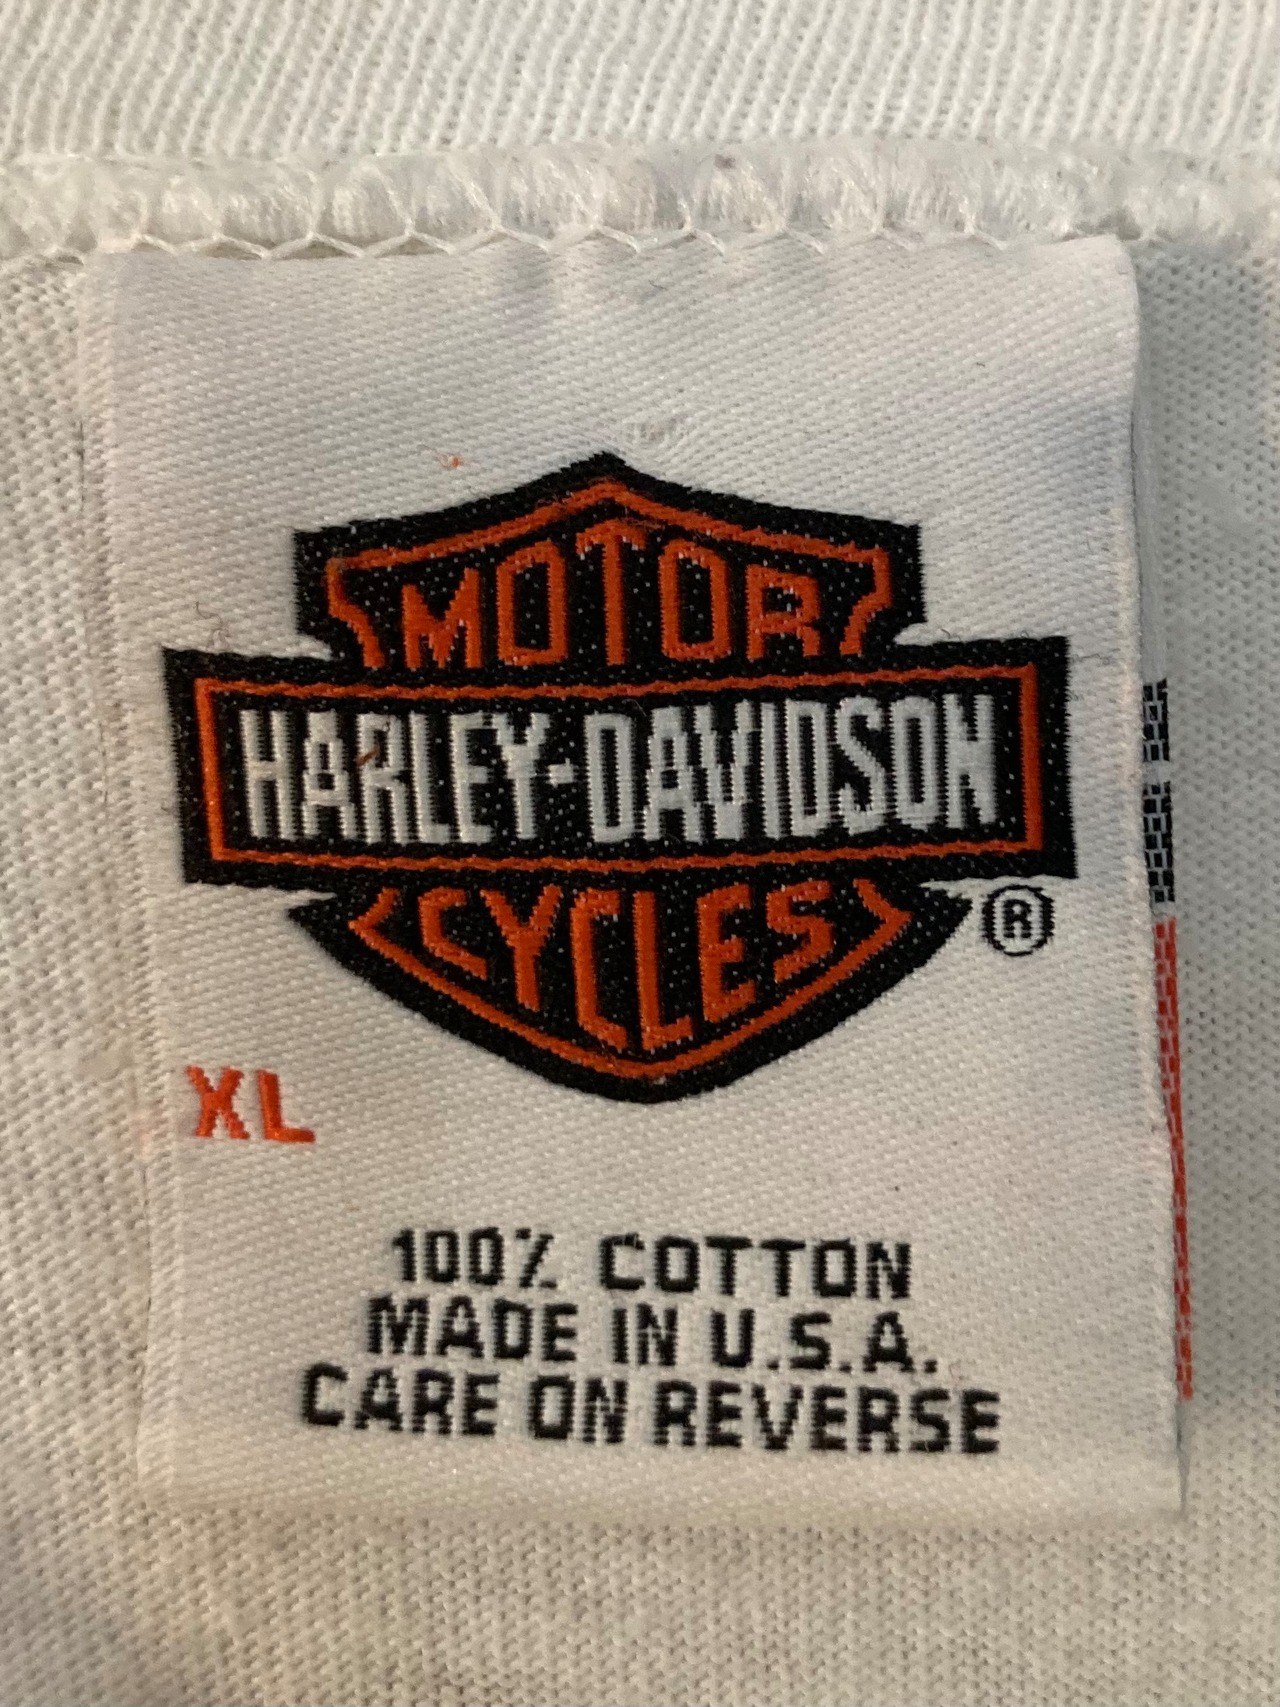 MOTOR
HARLEY-DAVIDSON
CYCLES
®
XL
100% COTTON
MADE IN U.S.A.
CARE ON REVERSE